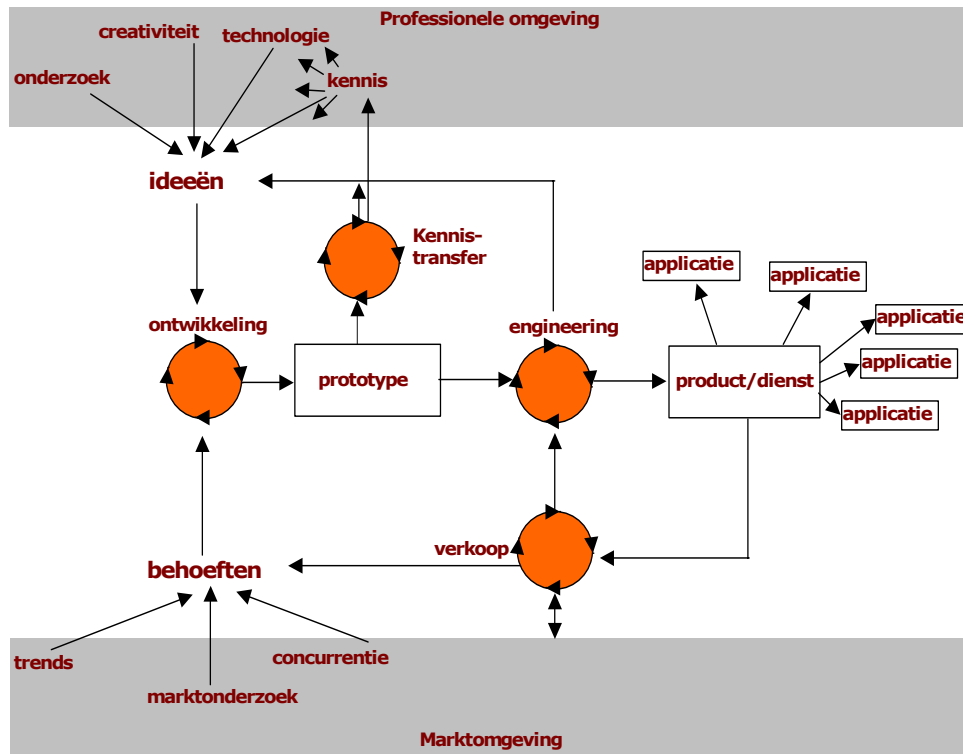 Professionele omgeving
creativiteit
technologie
onderzoek
kennis
ideeën
Kennis-
transfer
applicatie
applicatie
applicatie
applicatie
applicatie
ontwikkeling
engineering
prototype
product/dienst
verkoop
behoeften
trends
concurrentie
marktonderzoek
Marktomgeving